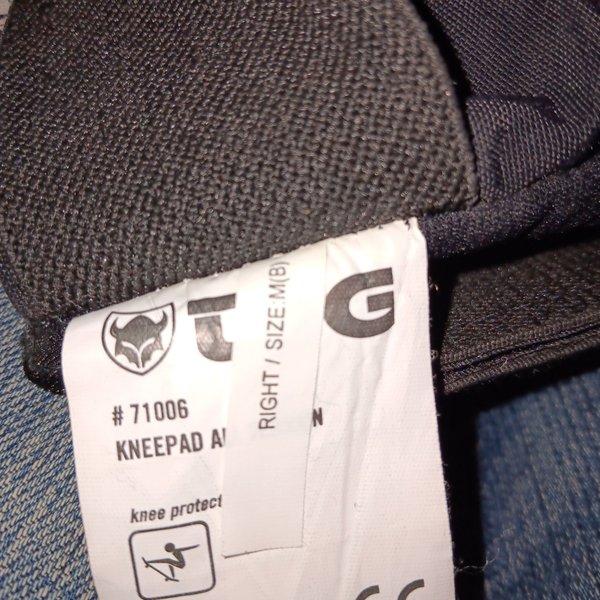 T G
RIGHT / SIZE:M(B)
# 71006
KNEEPAD A N
knee protect
CE